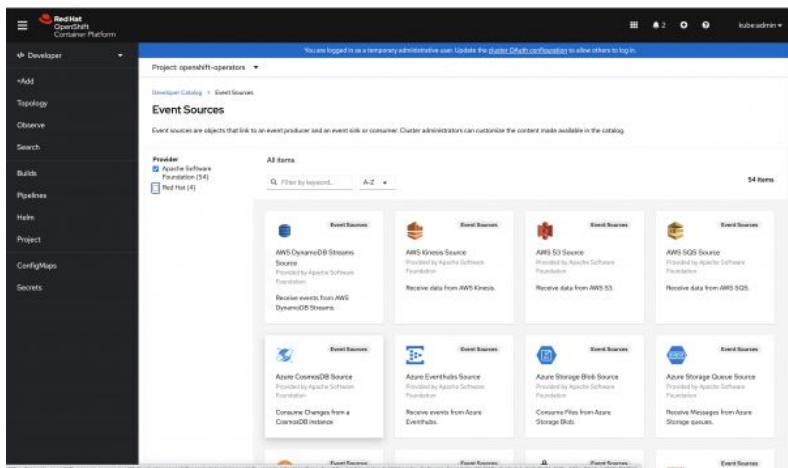 Red Hat
OpenShift
Container Platform
2
kube:admin
Developer
You are logged in as a temporary administrative user. Update the cluster OAuth configuration to allow others to log in.
Project: openshift-operators
+Add
Topology
Observe
Search
Builds
Pipelines
Helm
Project
ConfigMaps
Secrets
Developer Catalog > Event Sources
Event Sources
Event sources are objects that link to an event producer and an event sink or consumer. Cluster administrators can customize the content made available in the catalog.
Provider
Apache Software
Foundation (54)
Red Hat (4)
All items
Filter by keyword...
A-Z
54 items
Event Sources
AWS DynamoDB Streams
Source
Provided by Apache Software
Foundation
Receive events from AWS
DynamoDB Streams.
Event Sources
AWS Kinesis Source
Provided by Apache Software
Foundation
Receive data from AWS Kinesis.
Event Sources
AWS S3 Source
Provided by Apache Software
Foundation
Receive data from AWS S3.
Event Sources
AWS SQS Source
Provided by Apache Software
Foundation
Receive data from AWS SQS.
Event Sources
Azure CosmosDB Source
Provided by Apache Software
Foundation
Consume Changes from a
CosmosDB instance
Event Sources
Azure Eventhubs Source
Provided by Apache Software
Foundation
Receive events from Azure
Eventhubs.
Event Sources
Azure Storage Blob Source
Provided by Apache Software
Foundation
Consume Files from Azure
Storage Blob.
Event Sources
Azure Storage Queue Source
Provided by Apache Software
Foundation
Receive Messages from Azure
Storage queues.
Event Sources
Event Sources
Event Sources
Event Sources